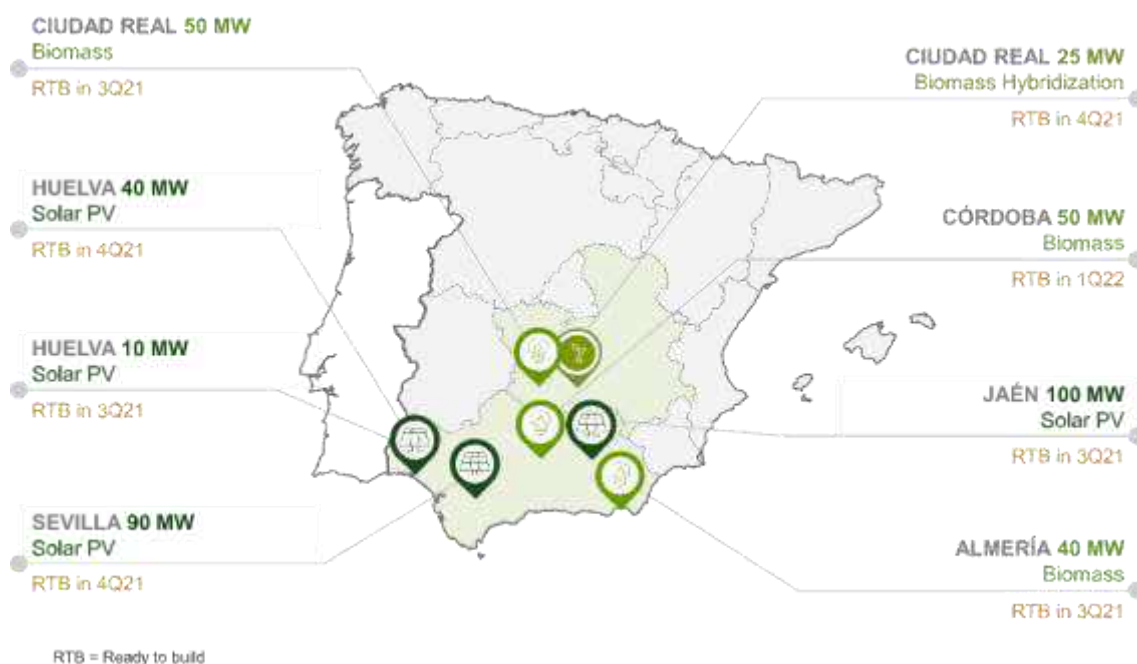 CIUDAD REAL 50 MW
Biomass
RTB in 3Q21
HUELVA 40 MW
Solar PV
RTB in 4Q21
HUELVA 10 MW
Solar PV
RTB in 3Q21
SEVILLA 90 MW
Solar PV
RTB in 4Q21
CIUDAD REAL 25 MW
Biomass Hybridization
RTB in 4Q21
CÓRDOBA 50 MW
Biomass
RTB in 1Q22
JAÉN 100 MW
Solar PV
RTB in 3Q21
ALMERÍA 40 MW
Biomass
RTB in 3Q21
RTB = Ready to build